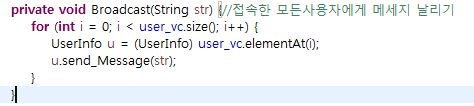 private void Broadcast(String str) {//접속한 모든사용자에게 메세지 날리기
for (int i = 0; i < user_vc.size(); i++) {
UserInfo u = (UserInfo) user_vc.elementAt(i);
u.send_Message(str);
}
}